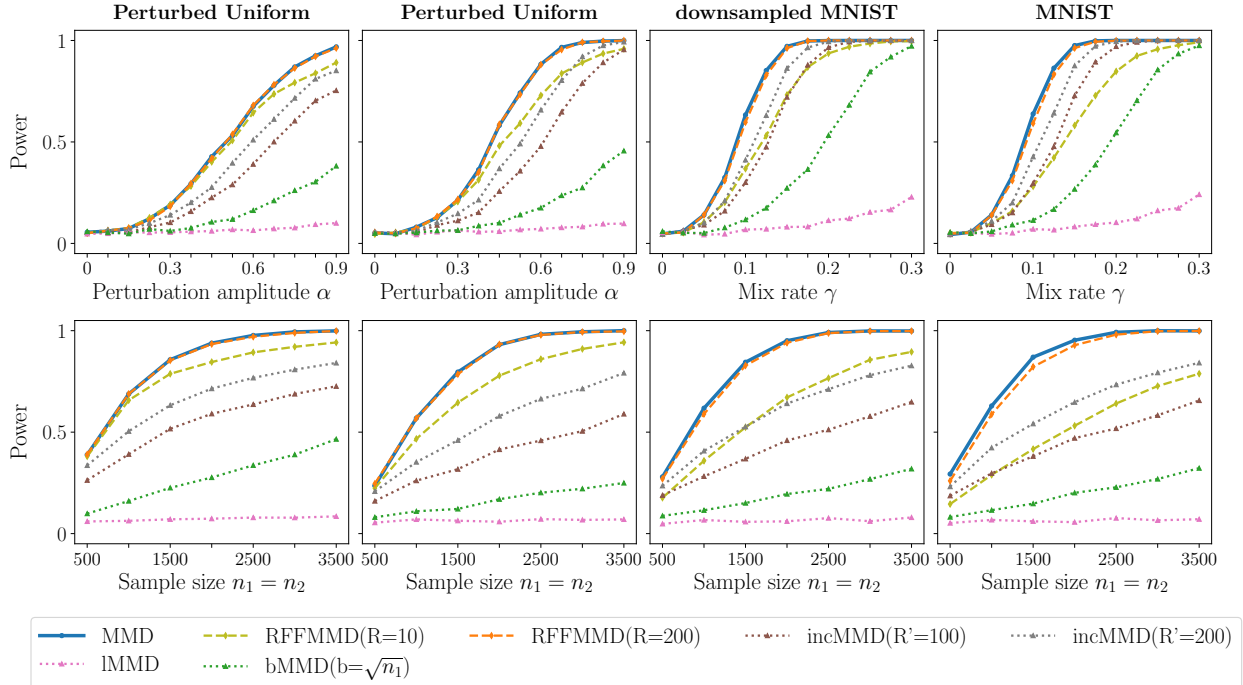 Perturbed Uniform Perturbed Uniform downsampled MNIST MNIST
1
0.5
0
Power
0 0.3 0.6 0.9 0 0.3 0.6 0.9 0 0.1 0.2 0.3 0 0.1 0.2 0.3
Perturbation amplitude α Perturbation amplitude α Mix rate γ Mix rate γ
1
0.5
0
Power
500 1500 2500 3500 500 1500 2500 3500 500 1500 2500 3500 500 1500 2500 3500
Sample size n₁ = n₂ Sample size n₁ = n₂ Sample size n₁ = n₂ Sample size n₁ = n₂
MMD RFFMMD(R=10) RFFMMD(R=200) incMMD(R'=100) incMMD(R'=200)
lMMD bMMD(b=√n₁)